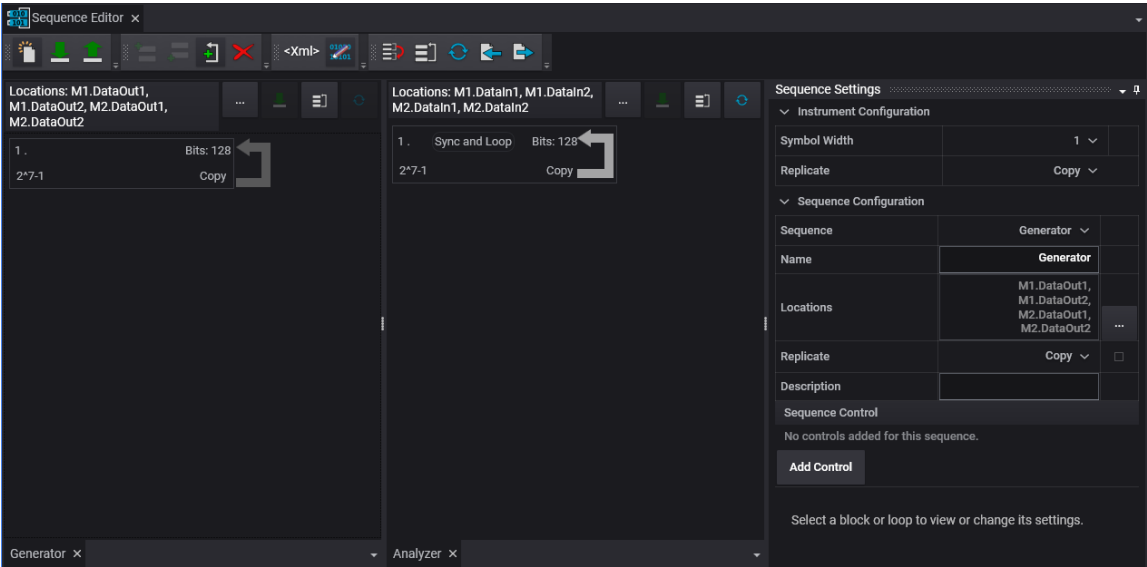 Sequence Editor
<Xml>
Locations: M1.DataOut1,
M1.DataOut2, M2.DataOut1,
M2.DataOut2
...
1 .
Bits: 128
2^7-1
Copy
Generator
Locations: M1.DataIn1, M1.DataIn2,
M2.DataIn1, M2.DataIn2
...
1 .
Sync and Loop
Bits: 128
2^7-1
Copy
Analyzer
Sequence Settings
Instrument Configuration
Symbol Width
1
Replicate
Copy
Sequence Configuration
Sequence
Generator
Name
Generator
Locations
M1.DataOut1,
M1.DataOut2,
M2.DataOut1,
M2.DataOut2
...
Replicate
Copy
Description
Sequence Control
No controls added for this sequence.
Add Control
Select a block or loop to view or change its settings.